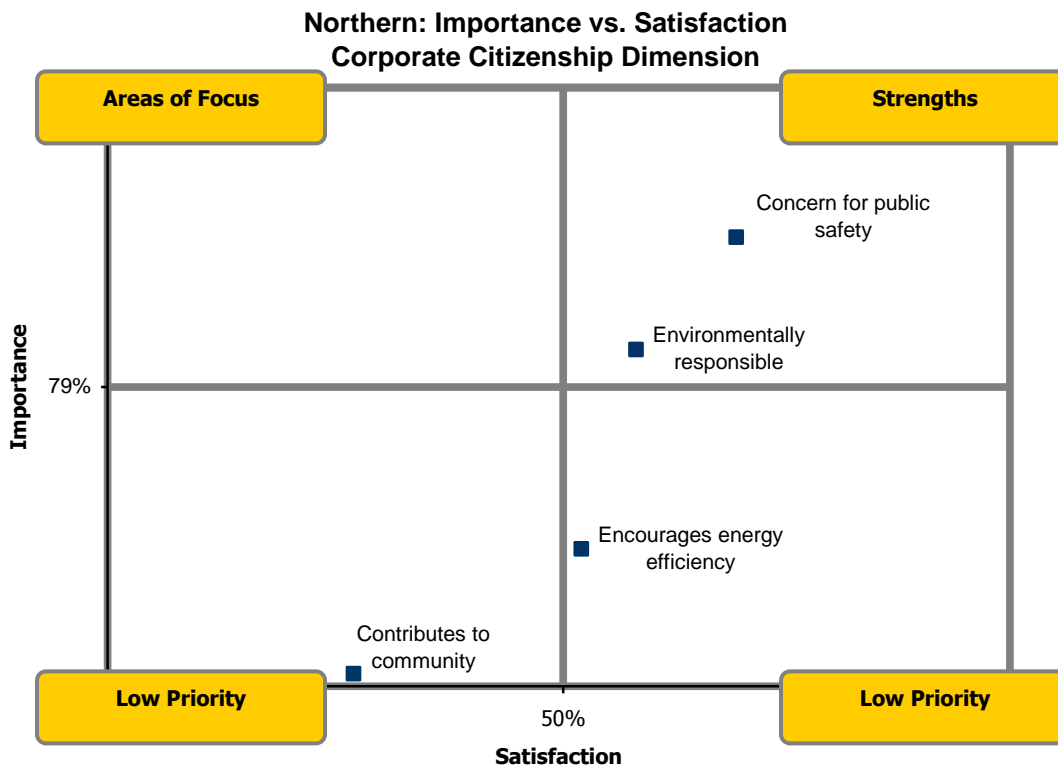 Northern: Importance vs. Satisfaction
Corporate Citizenship Dimension
Areas of Focus
Strengths
Concern for public
safety
Environmentally
responsible
79%
Importance
Encourages energy
efficiency
Contributes to
community
Low Priority
Low Priority
50%
Satisfaction